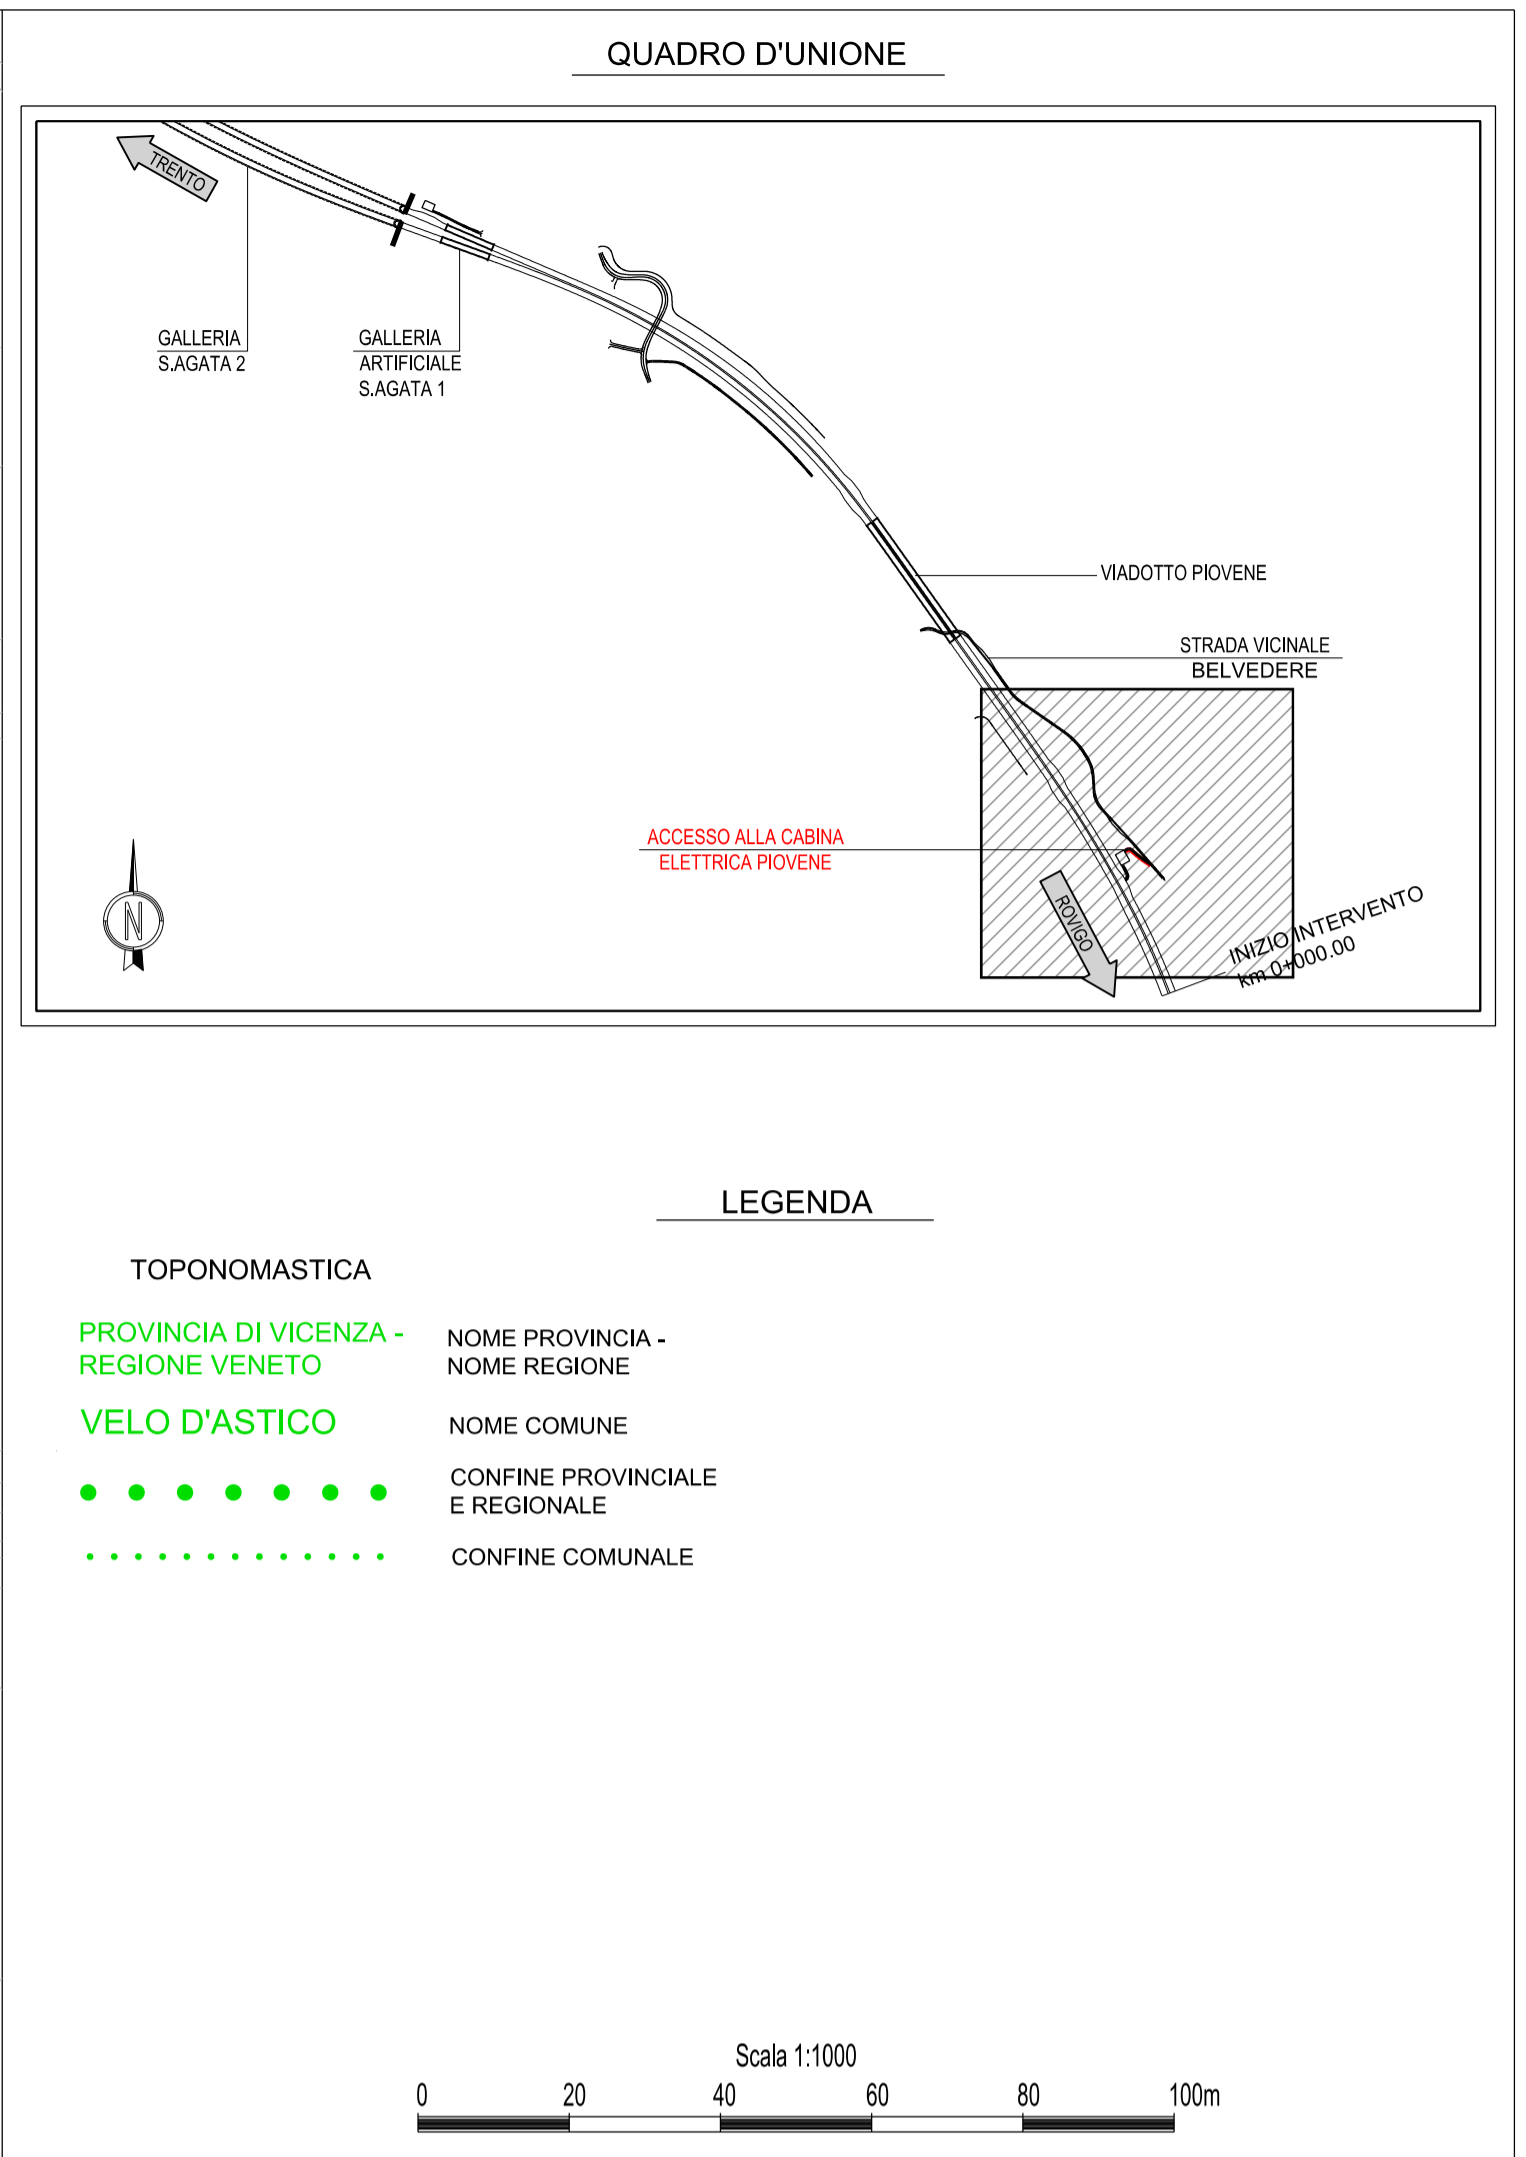 QUADRO D'UNIONE
TRENTO
GALLERIA
S.AGATA 2
GALLERIA
ARTIFICIALE
S.AGATA 1
VIADOTTO PIOVENE
STRADA VICINALE
BELVEDERE
ACCESSO ALLA CABINA
ELETTRICA PIOVENE
N
ROVIGO
INIZIO INTERVENTO
km 0+000.00
LEGENDA
TOPONOMASTICA
PROVINCIA DI VICENZA -
REGIONE VENETO
NOME PROVINCIA -
NOME REGIONE
VELO D'ASTICO
NOME COMUNE
CONFINE PROVINCIALE
E REGIONALE
CONFINE COMUNALE
Scala 1:1000
0 20 40 60 80 100m